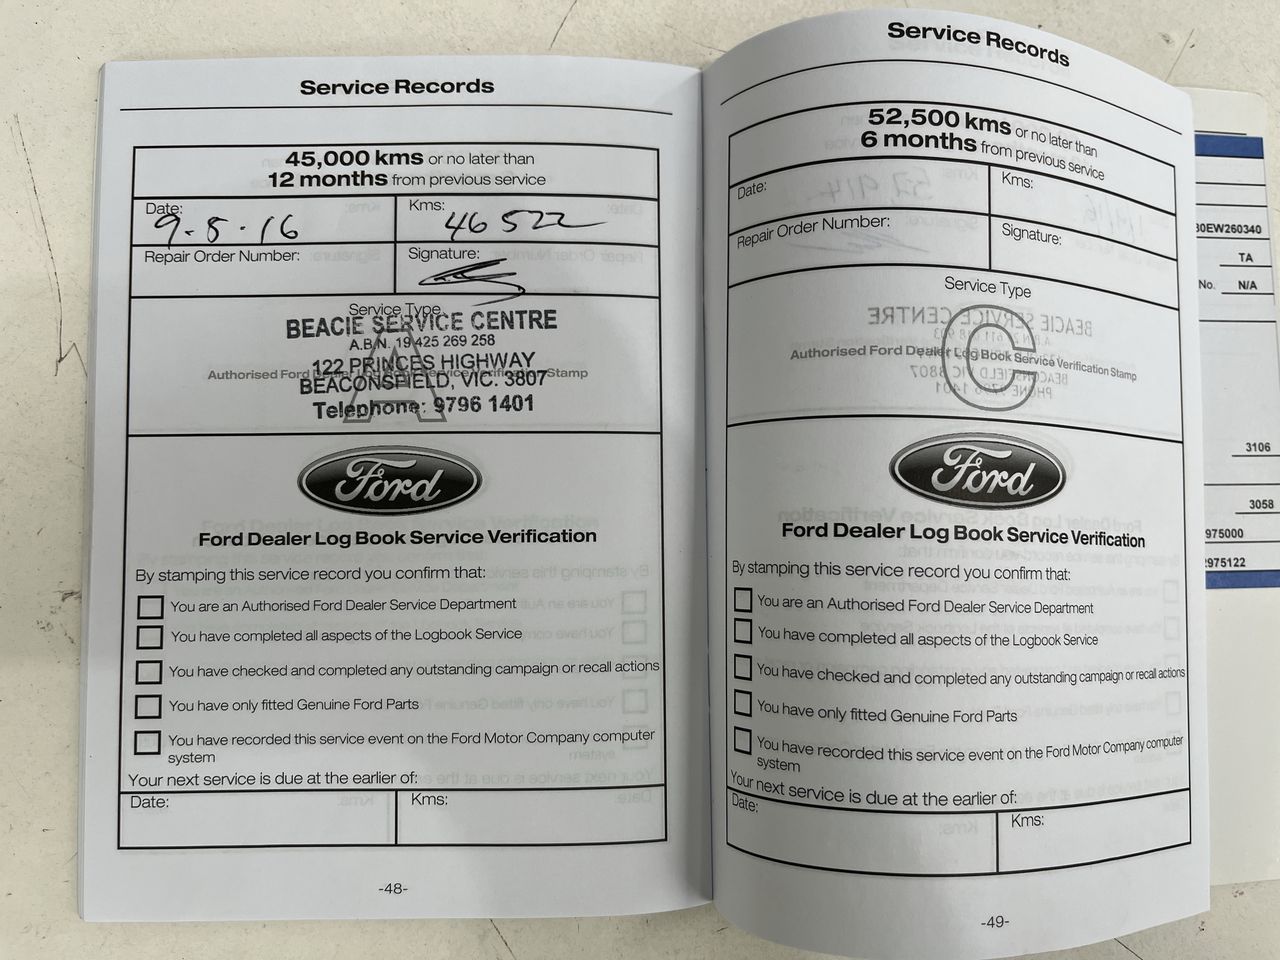 Service Records
45,000 kms or no later than
12 months from previous service
Date: 9-8-16
Kms: 46522
Repair Order Number:
Signature:
Service Type
A
BEACIE SERVICE CENTRE
A.B.N. 19 425 269 258
122 PRINCES HIGHWAY
Authorised Ford Dealer Log Book Service Verification Stamp
BEACONSFIELD, VIC. 3807
Telephone: 9796 1401
Ford
Ford Dealer Log Book Service Verification
By stamping this service record you confirm that:
You are an Authorised Ford Dealer Service Department
You have completed all aspects of the Logbook Service
You have checked and completed any outstanding campaign or recall actions
You have only fitted Genuine Ford Parts
You have recorded this service event on the Ford Motor Company computer
system
Your next service is due at the earlier of:
Date:
Kms:
-48-
Service Records
52,500 kms or no later than
6 months from previous service
Date:
Kms:
Repair Order Number:
Signature:
Service Type
C
Authorised Ford Dealer Log Book Service Verification Stamp
Ford
Ford Dealer Log Book Service Verification
By stamping this service record you confirm that:
You are an Authorised Ford Dealer Service Department
You have completed all aspects of the Logbook Service
You have checked and completed any outstanding campaign or recall actions
You have only fitted Genuine Ford Parts
You have recorded this service event on the Ford Motor Company computer
system
Your next service is due at the earlier of:
Date:
Kms:
-49-
0EW260340
TA
No. N/A
3106
3058
975000
2975122